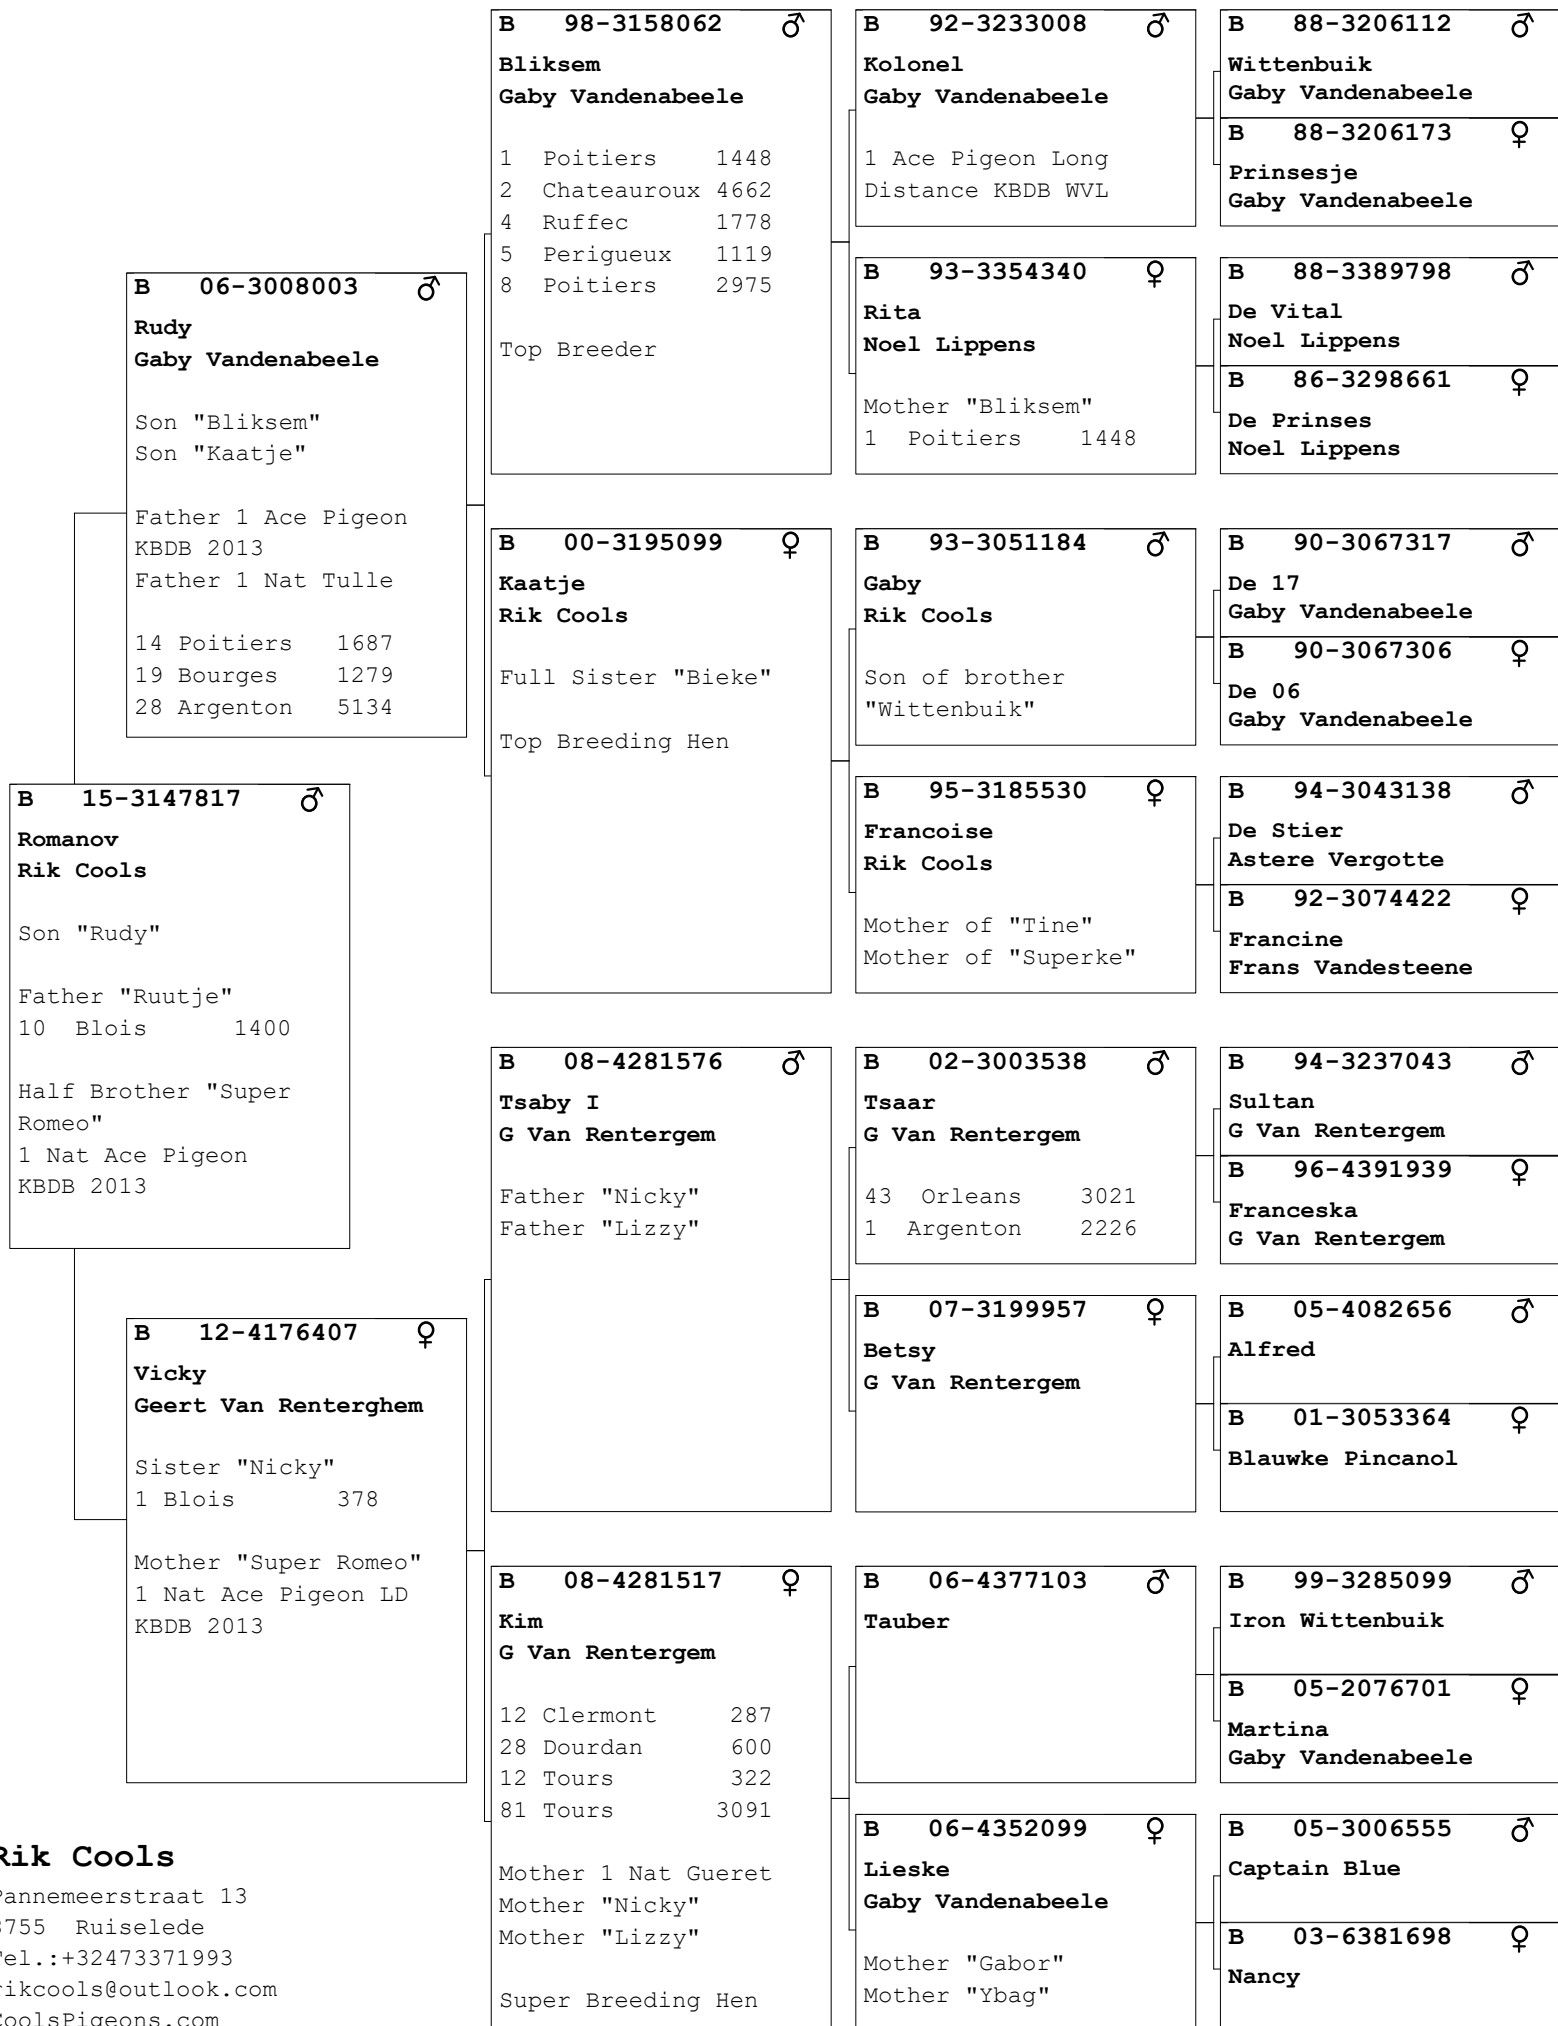 B 15-3147817 ♂
Romanov
Rik Cools
Son "Rudy"
Father "Ruutje"
10 Blois 1400
Half Brother "Super
Romeo"
1 Nat Ace Pigeon
KBDB 2013
B 06-3008003 ♂
Rudy
Gaby Vandenabeele
Son "Bliksem"
Son "Kaatje"
Father 1 Ace Pigeon
KBDB 2013
Father 1 Nat Tulle
14 Poitiers 1687
19 Bourges 1279
28 Argenton 5134
B 12-4176407 ♀
Vicky
Geert Van Renterghem
Sister "Nicky"
1 Blois 378
Mother "Super Romeo"
1 Nat Ace Pigeon LD
KBDB 2013
B 98-3158062 ♂
Bliksem
Gaby Vandenabeele
1 Poitiers 1448
2 Chateauroux 4662
4 Ruffec 1778
5 Perigueux 1119
8 Poitiers 2975
Top Breeder
B 00-3195099 ♀
Kaatje
Rik Cools
Full Sister "Bieke"
Top Breeding Hen
B 08-4281576 ♂
Tsaby I
G Van Rentergem
Father "Nicky"
Father "Lizzy"
B 08-4281517 ♀
Kim
G Van Rentergem
12 Clermont 287
28 Dourdan 600
12 Tours 322
81 Tours 3091
Mother 1 Nat Gueret
Mother "Nicky"
Mother "Lizzy"
Super Breeding Hen
B 92-3233008 ♂
Kolonel
Gaby Vandenabeele
1 Ace Pigeon Long
Distance KBDB WVL
B 93-3354340 ♀
Rita
Noel Lippens
Mother "Bliksem"
1 Poitiers 1448
B 93-3051184 ♂
Gaby
Rik Cools
Son of brother
"Wittenbuik"
B 95-3185530 ♀
Francoise
Rik Cools
Mother of "Tine"
Mother of "Superke"
B 02-3003538 ♂
Tsaar
G Van Rentergem
43 Orleans 3021
1 Argenton 2226
B 07-3199957 ♀
Betsy
G Van Rentergem
B 06-4377103 ♂
Tauber
B 06-4352099 ♀
Lieske
Gaby Vandenabeele
Mother "Gabor"
Mother "Ybag"
B 88-3206112 ♂
Wittenbuik
Gaby Vandenabeele
B 88-3206173 ♀
Prinsesje
Gaby Vandenabeele
B 88-3389798 ♂
De Vital
Noel Lippens
B 86-3298661 ♀
De Prinses
Noel Lippens
B 90-3067317 ♂
De 17
Gaby Vandenabeele
B 90-3067306 ♀
De 06
Gaby Vandenabeele
B 94-3043138 ♂
De Stier
Astere Vergotte
B 92-3074422 ♀
Francine
Frans Vandesteene
B 94-3237043 ♂
Sultan
G Van Rentergem
B 96-4391939 ♀
Franceska
G Van Rentergem
B 05-4082656 ♂
Alfred
B 01-3053364 ♀
Blauwke Pincanol
B 99-3285099 ♂
Iron Wittenbuik
B 05-2076701 ♀
Martina
Gaby Vandenabeele
B 05-3006555 ♂
Captain Blue
B 03-6381698 ♀
Nancy
Rik Cools
Pannemeerstraat 13
8755 Ruiselede
Tel.:+32473371993
rikcools@outlook.com
CoolsPigeons.com